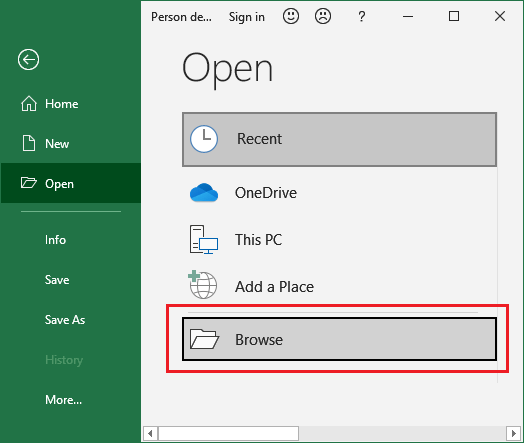 Person de... Sign in ?
Open
Home
New
Open
Info
Save
Save As
History
More...
Recent
OneDrive
This PC
Add a Place
Browse